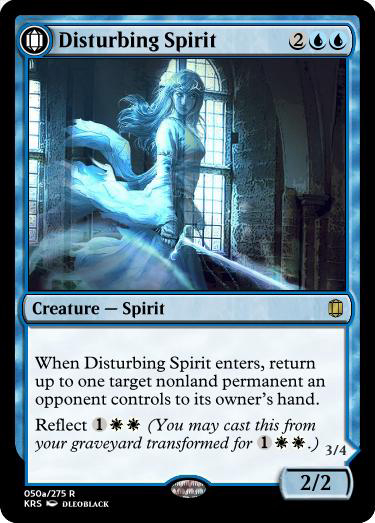 Disturbing Spirit 2
Creature — Spirit
When Disturbing Spirit enters, return
up to one target nonland permanent an
opponent controls to its owner's hand.
Reflect 1 (You may cast this from
your graveyard transformed for 1 .)
3/4
2/2
050a/275 R
KRS DLEOBLACK